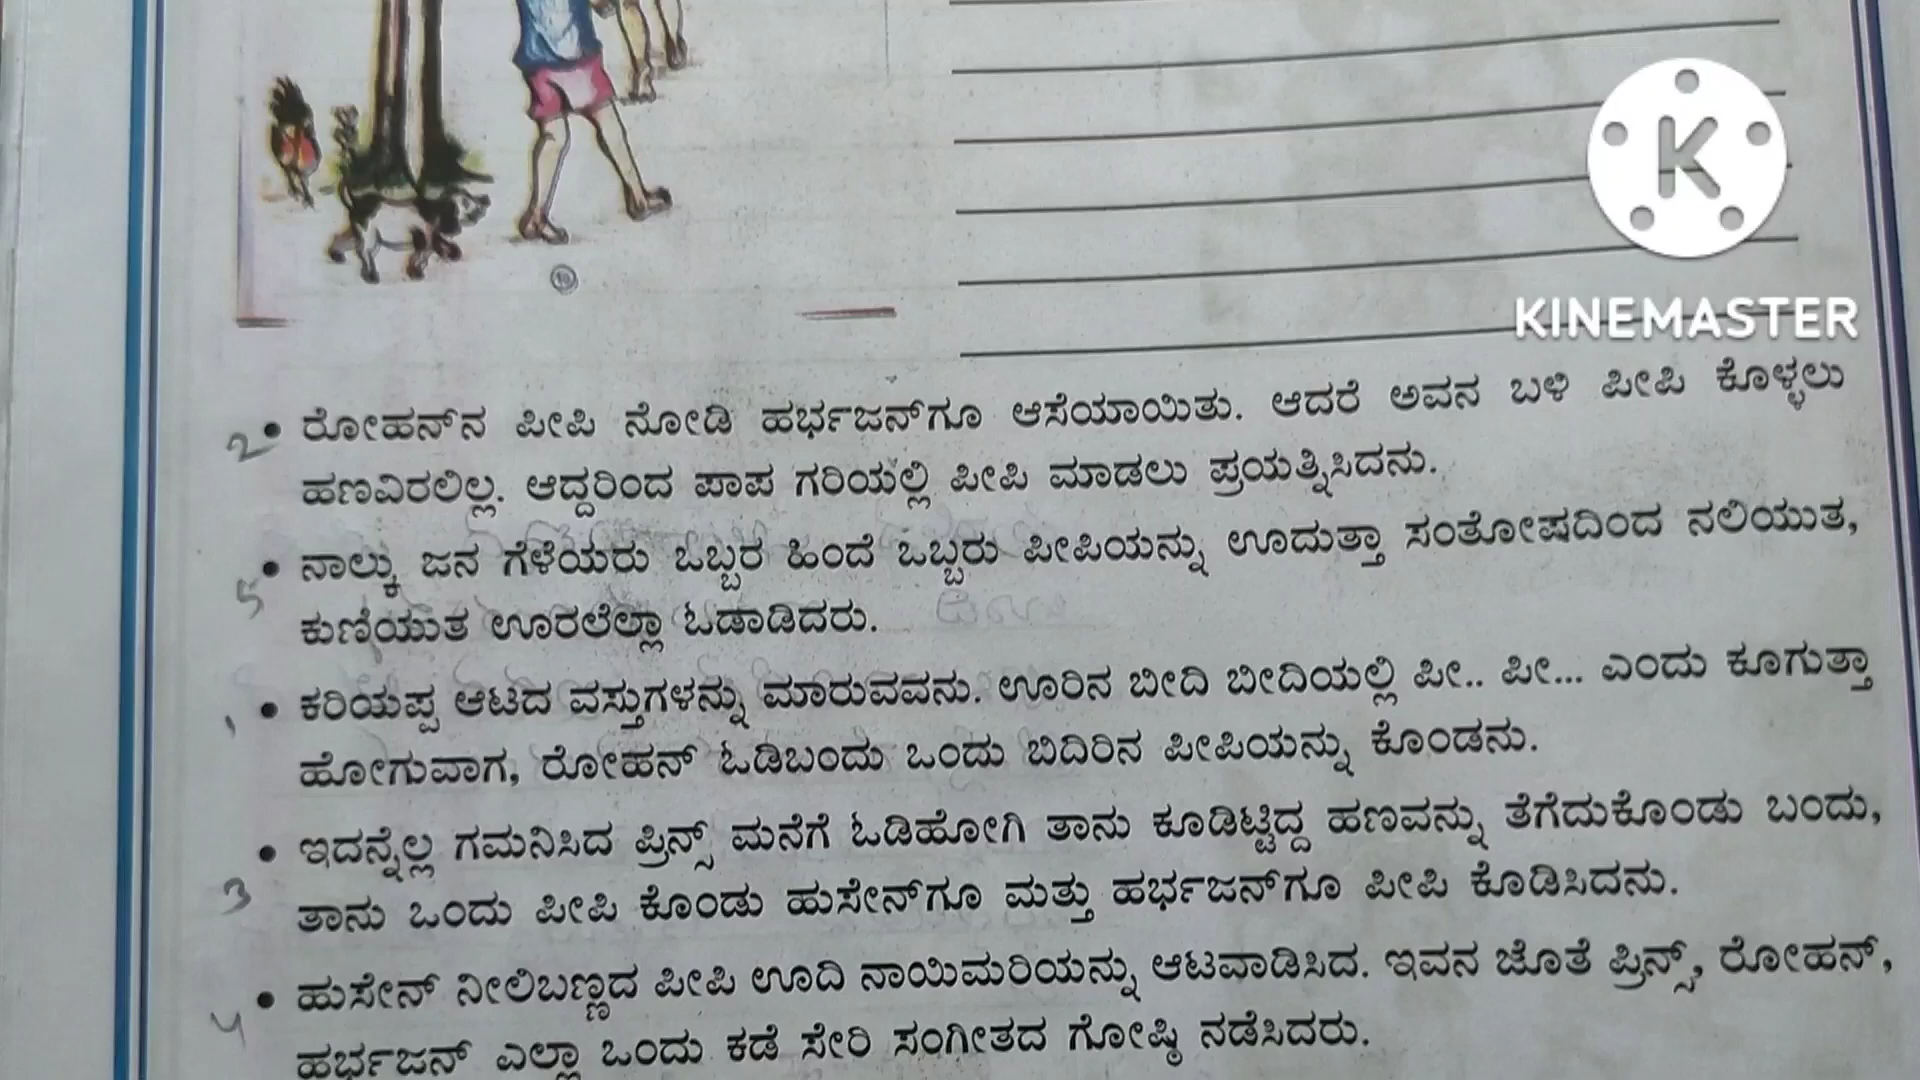 KINEMASTER
2 • ರೋಹನ್‌ನ ಪೀಪಿ ನೋಡಿ ಹರ್ಭಜನ್‌ಗೂ ಆಸೆಯಾಯಿತು. ಆದರೆ ಅವನ ಬಳಿ ಪೀಪಿ ಕೊಳ್ಳಲು
ಹಣವಿರಲಿಲ್ಲ. ಆದ್ದರಿಂದ ಪಾಪ ಗರಿಯಲ್ಲಿ ಪೀಪಿ ಮಾಡಲು ಪ್ರಯತ್ನಿಸಿದನು.
5 • ನಾಲ್ಕು ಜನ ಗೆಳೆಯರು ಒಬ್ಬರ ಹಿಂದೆ ಒಬ್ಬರು ಪೀಪಿಯನ್ನು ಊದುತ್ತಾ ಸಂತೋಷದಿಂದ ನಲಿಯುತ,
ಕುಣಿಯುತ ಊರಲೆಲ್ಲಾ ಓಡಾಡಿದರು.
1 • ಕರಿಯಪ್ಪ ಆಟದ ವಸ್ತುಗಳನ್ನು ಮಾರುವವನು. ಊರಿನ ಬೀದಿ ಬೀದಿಯಲ್ಲಿ ಪೀ.. ಪೀ... ಎಂದು ಕೂಗುತ್ತಾ
ಹೋಗುವಾಗ, ರೋಹನ್ ಓಡಿಬಂದು ಒಂದು ಬಿದಿರಿನ ಪೀಪಿಯನ್ನು ಕೊಂಡನು.
3 • ಇದನ್ನೆಲ್ಲ ಗಮನಿಸಿದ ಪ್ರಿನ್ಸ್ ಮನೆಗೆ ಓಡಿಹೋಗಿ ತಾನು ಕೂಡಿಟ್ಟಿದ್ದ ಹಣವನ್ನು ತೆಗೆದುಕೊಂಡು ಬಂದು,
ತಾನು ಒಂದು ಪೀಪಿ ಕೊಂಡು ಹುಸೇನ್‌ಗೂ ಮತ್ತು ಹರ್ಭಜನ್‌ಗೂ ಪೀಪಿ ಕೊಡಿಸಿದನು.
4 • ಹುಸೇನ್ ನೀಲಿಬಣ್ಣದ ಪೀಪಿ ಊದಿ ನಾಯಿಮರಿಯನ್ನು ಆಟವಾಡಿಸಿದ. ಇವನ ಜೊತೆ ಪ್ರಿನ್ಸ್, ರೋಹನ್,
ಹರ್ಭಜನ್ ಎಲ್ಲಾ ಒಂದು ಕಡೆ ಸೇರಿ ಸಂಗೀತದ ಗೋಷ್ಠಿ ನಡೆಸಿದರು.